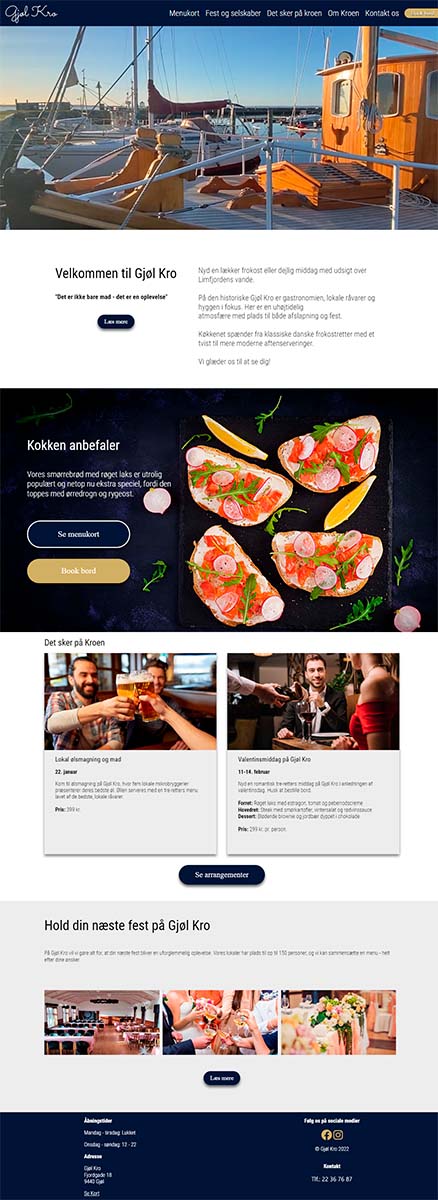 Gjøl Kro
Menukort Fest og selskaber Det sker på kroen Om Kroen Kontakt os Book bord
Velkommen til Gjøl Kro
"Det er ikke bare mad - det er en oplevelse"
Læs mere
Nyd en lækker frokost eller dejlig middag med udsigt over
Limfjordens vande.
På den historiske Gjøl Kro er gastronomien, lokale råvarer og
hyggen i fokus. Her er en uhøjtidelig
atmosfære med plads til både afslapning og fest.
Køkkenet spænder fra klassiske danske frokostretter med et
tvist til mere moderne aftenserveringer.
Vi glæder os til at se dig!
Kokken anbefaler
Vores smørrebrød med røget laks er utrolig
populært og netop nu ekstra speciel, fordi den
toppes med ørredrogn og rygeost.
Se menukort
Book bord
Det sker på Kroen
Lokal ølsmagning og mad
22. januar
Kom til ølsmagning på Gjøl Kro, hvor fem lokale mikrobryggerier
præsenterer deres bedste øl. Øllen serveres med en tre-retters menu
lavet af de bedste, lokale råvarer.
Pris: 399 kr.
Valentinsmiddag på Gjøl Kro
11-14. februar
Nyd en romantisk tre-retters middag på Gjøl Kro i anledningen af
valentinsdag. Husk at bestille bord.
Forret: Røget laks med estragon, tomat og peberrodscreme
Hovedret: Steak med smørkartofler, vintersalat og rødvinssauce
Dessert: Blødende brownie og jordbær dyppet i chokolade
Pris: 299 kr. pr. person.
Se arrangementer
Hold din næste fest på Gjøl Kro
På Gjøl Kro vil vi gøre alt for, at din næste fest bliver en uforglemmelig oplevelse. Vores lokaler har plads til op til 150 personer, og vi kan sammensætte en menu - helt
efter dine ønsker.
Læs mere
Åbningstider
Mandag - tirsdag: Lukket
Onsdag - søndag: 12 - 22
Adresse
Gjøl Kro
Fjordgade 18
9440 Gjøl
Se Kort
Følg os på sociale medier
© Gjøl Kro 2022
Kontakt
Tlf.: 22 36 76 87